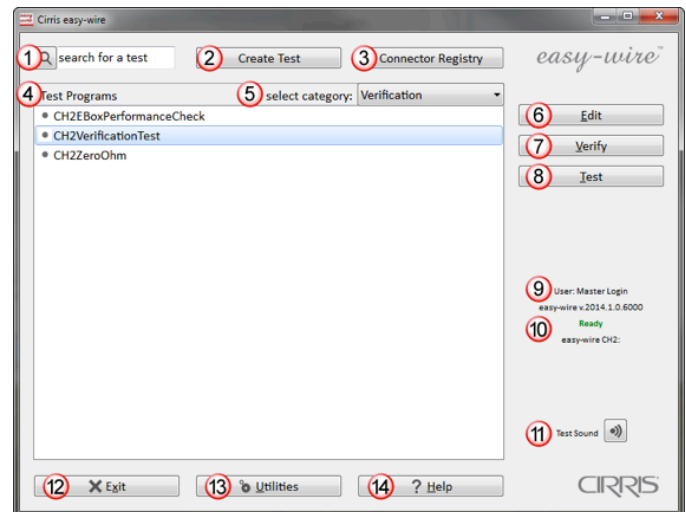 Cirris easy-wire
1 search for a test
2 Create Test
3 Connector Registry
easy-wire™
4 Test Programs
5 select category: Verification
CH2EBoxPerformanceCheck
CH2VerificationTest
CH2ZeroOhm
6 Edit
7 Verify
8 Test
9 User: Master Login
easy-wire v.2014.1.0.6000
10 Ready
easy-wire CH2:
11 Test Sound
12 Exit
13 Utilities
14 ? Help
CIRRIS